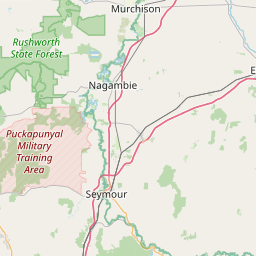 Murchison
Rushworth
State Forest
Nagambie
E
Puckapunyal
Military
Training
Area
Seymour